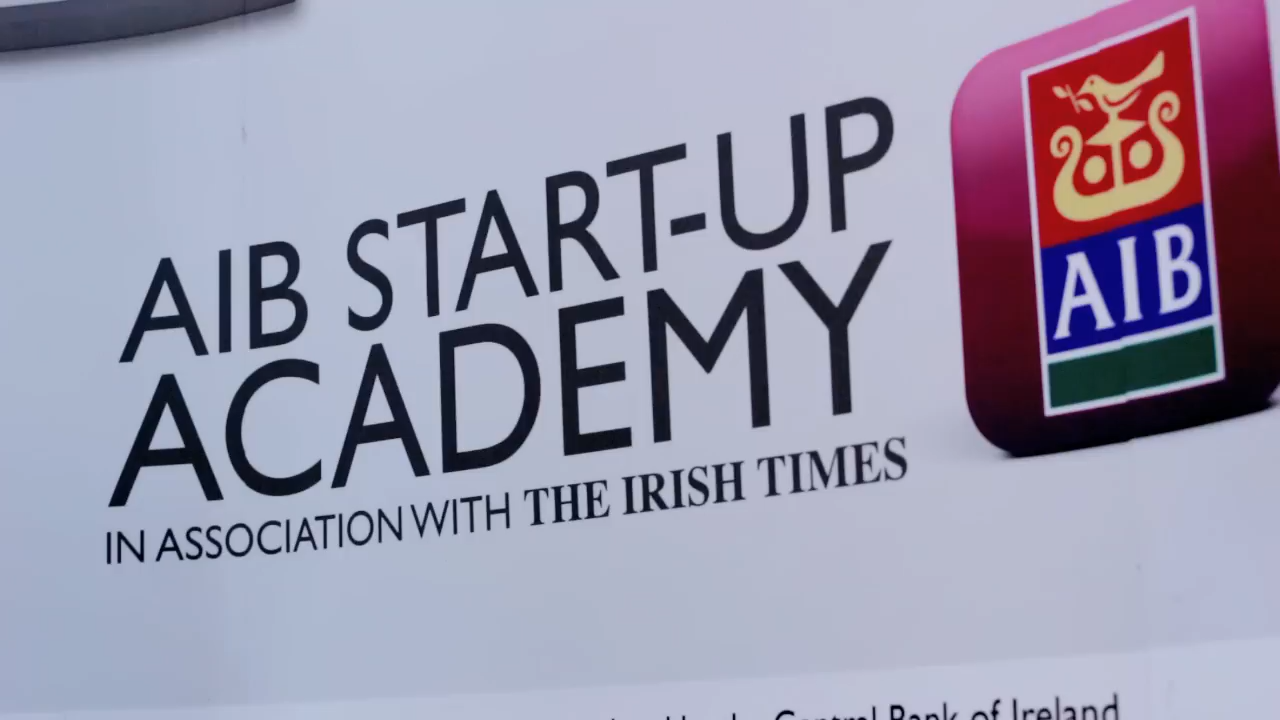 AIB START-UP
ACADEMY
IN ASSOCIATION WITH THE IRISH TIMES
AIB
Central Bank of Ireland